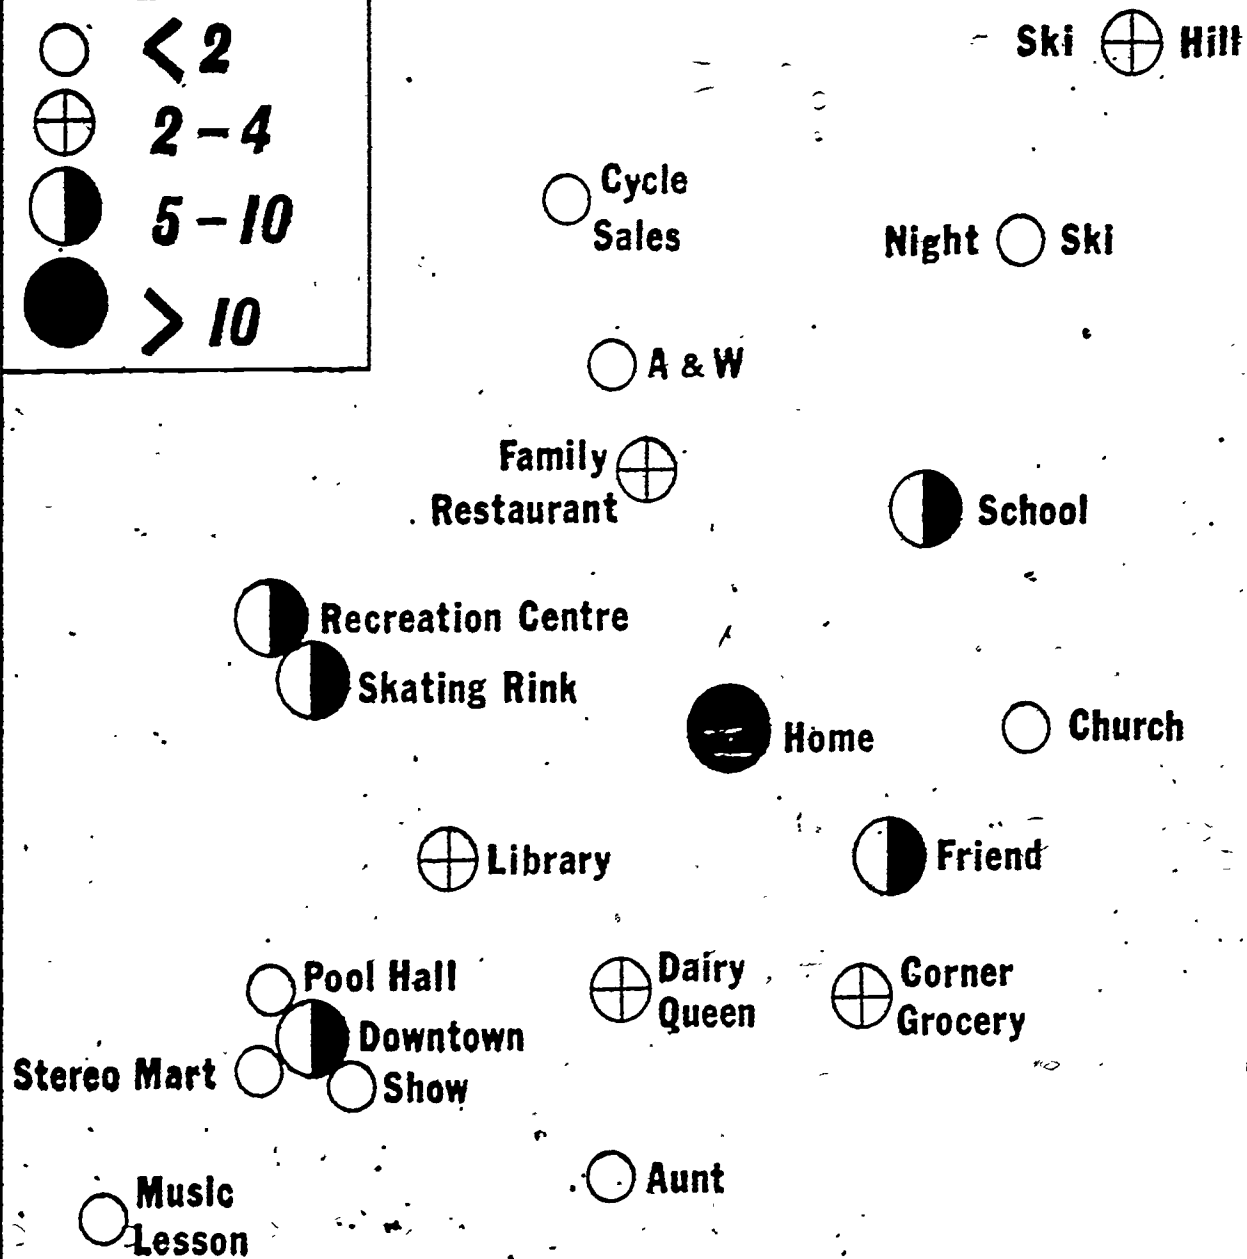 < 2
2 - 4
5 - 10
> 10
Ski Hill
Cycle
Sales
Night Ski
A & W
Family
Restaurant
School
Recreation Centre
Skating Rink
Home
Church
Library
Friend
Pool Hall
Downtown
Stereo Mart
Show
Dairy
Queen
Corner
Grocery
Aunt
Music
Lesson